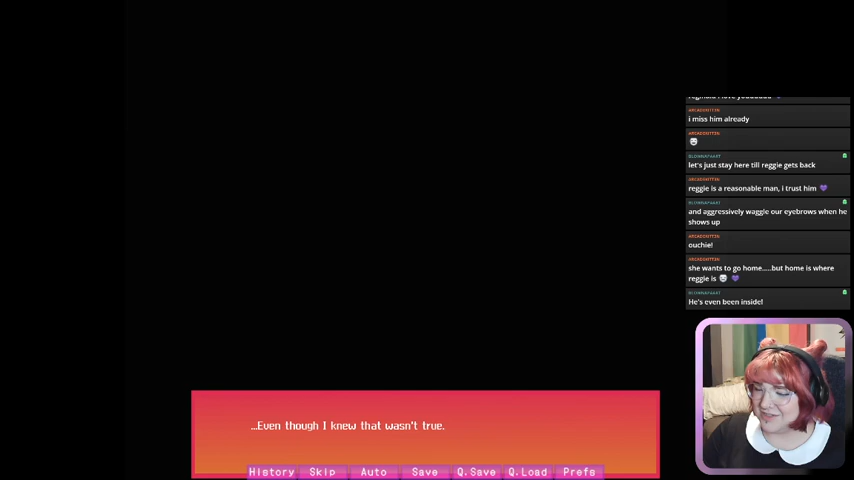 i miss him already
let's just stay here till reggie gets back
reggie is a reasonable man, i trust him 💜
and aggressively waggle our eyebrows when he
shows up
ouchie!
she wants to go home.....but home is where
reggie is 💜
He's even been inside!
...Even though I knew that wasn't true.
History Skip Auto Save Q.Save Q.Load Prefs